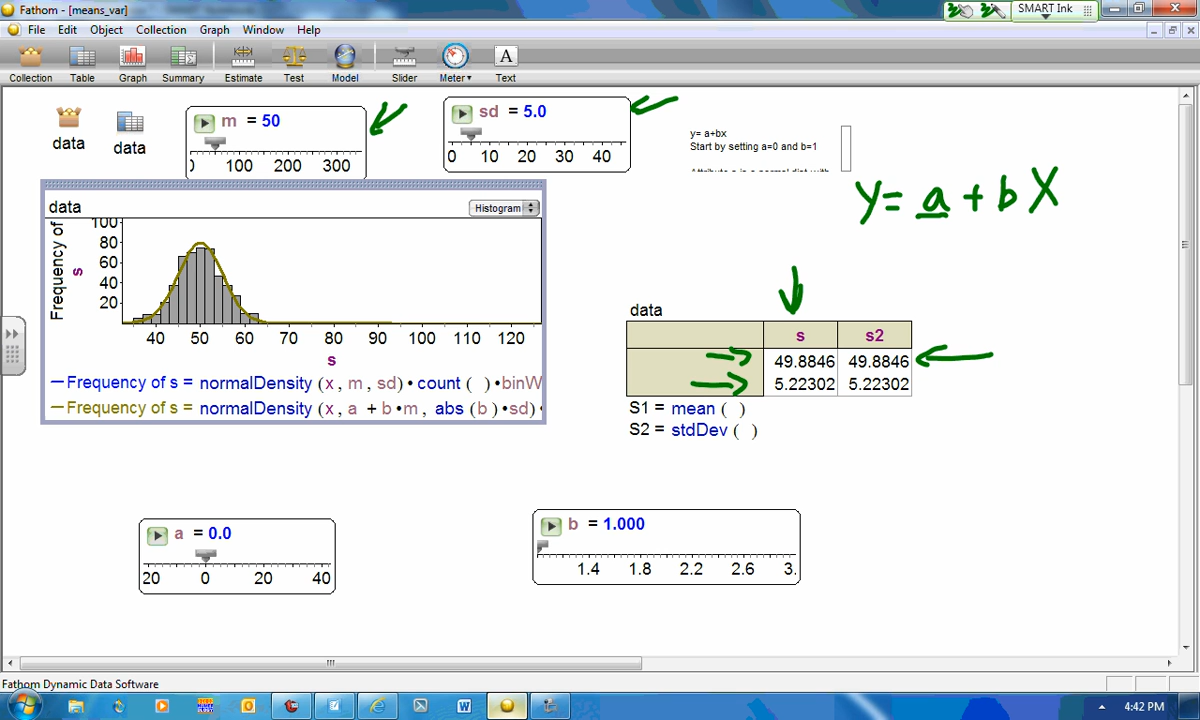 Fathom - [means_var]
SMART Ink
File Edit Object Collection Graph Window Help
Collection Table Graph Summary Estimate Test Model Slider Meter Text
data
data
m = 50
100 200 300
sd = 5.0
0 10 20 30 40
y= a+bx
Start by setting a=0 and b=1
Y= a + b X
data
Histogram
Frequency of s
100
80
60
40
20
40 50 60 70 80 90 100 110 120
s
Frequency of s = normalDensity (x, m, sd) • count ( ) • binW
Frequency of s = normalDensity (x, a + b•m, abs (b) • sd) •
data
s s2
49.8846 49.8846
5.22302 5.22302
S1 = mean ( )
S2 = stdDev ( )
a = 0.0
20 0 20 40
b = 1.000
1.4 1.8 2.2 2.6 3.
Fathom Dynamic Data Software
4:42 PM